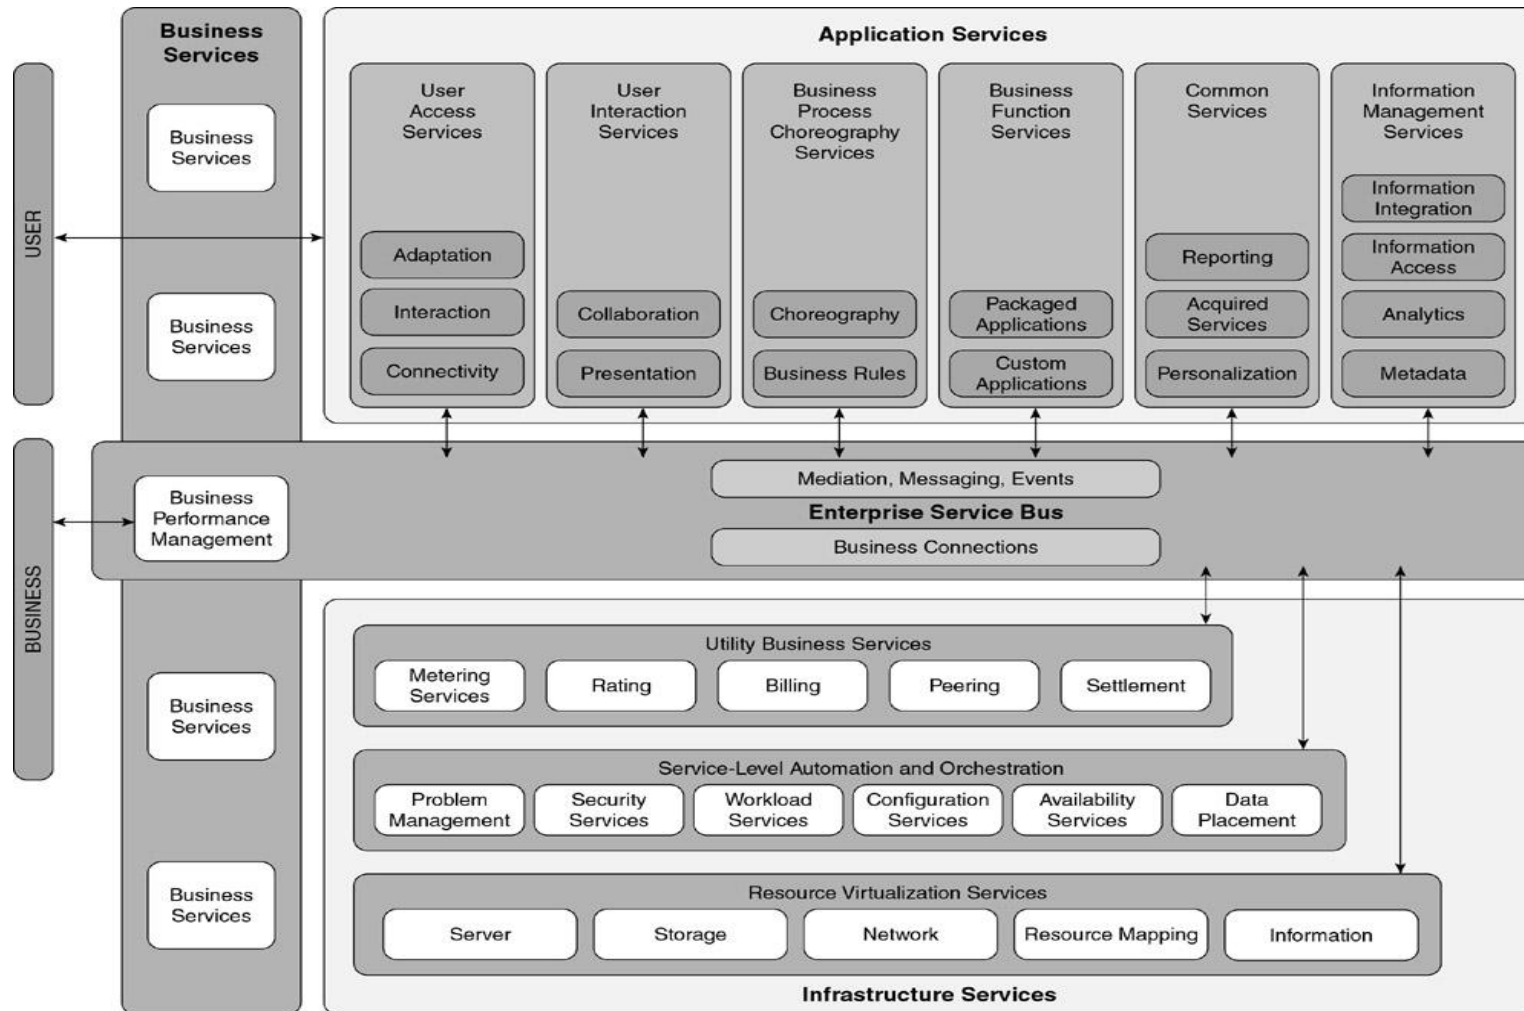 USER
BUSINESS
Business
Services
Business
Services
Business
Services
Business
Performance
Management
Business
Services
Business
Services
Application Services
User
Access
Services
Adaptation
Interaction
Connectivity
User
Interaction
Services
Collaboration
Presentation
Business
Process
Choreography
Services
Choreography
Business Rules
Business
Function
Services
Packaged
Applications
Custom
Applications
Common
Services
Reporting
Acquired
Services
Personalization
Information
Management
Services
Information
Integration
Information
Access
Analytics
Metadata
Mediation, Messaging, Events
Enterprise Service Bus
Business Connections
Utility Business Services
Metering
Services
Rating
Billing
Peering
Settlement
Service-Level Automation and Orchestration
Problem
Management
Security
Services
Workload
Services
Configuration
Services
Availability
Services
Data
Placement
Resource Virtualization Services
Server
Storage
Network
Resource Mapping
Information
Infrastructure Services